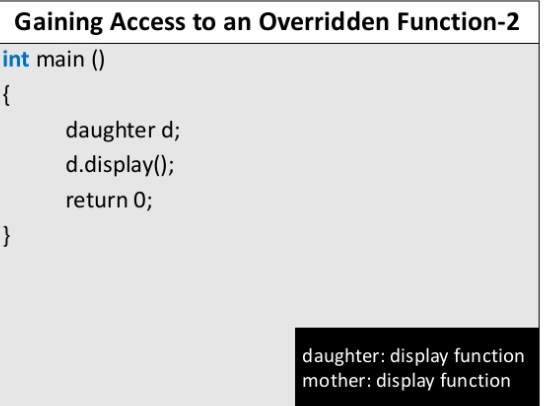 Gaining Access to an Overridden Function-2
int main ()
{
daughter d;
d.display();
return 0;
}
daughter: display function
mother: display function